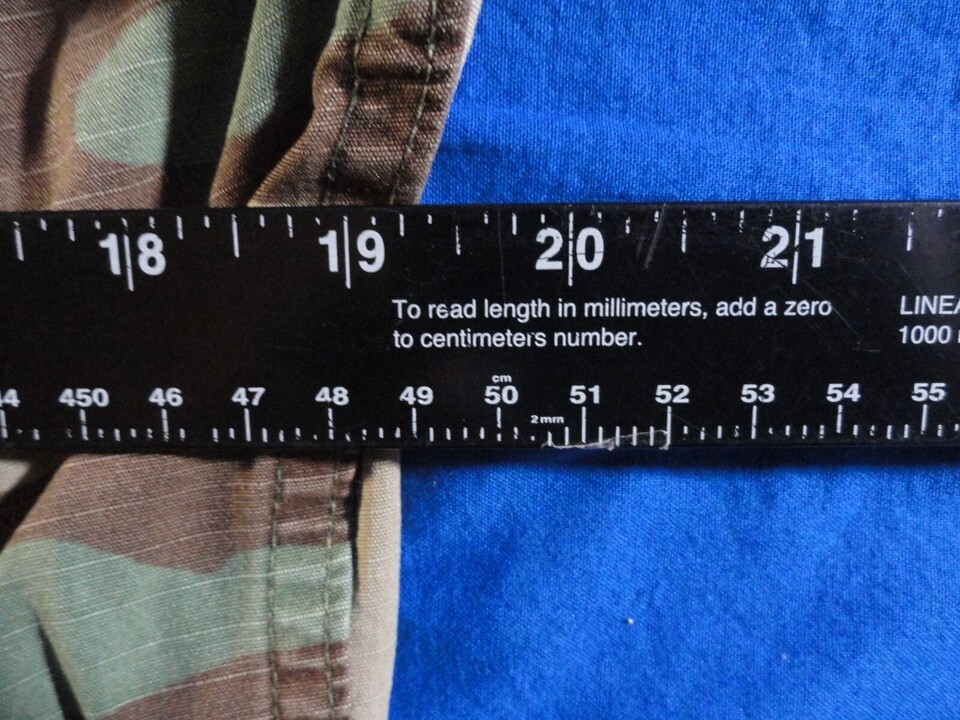 18 19 20 21
To read length in millimeters, add a zero
to centimeters number.
LINEA
1000
cm
450 46 47 48 49 50 51 52 53 54 55
2mm